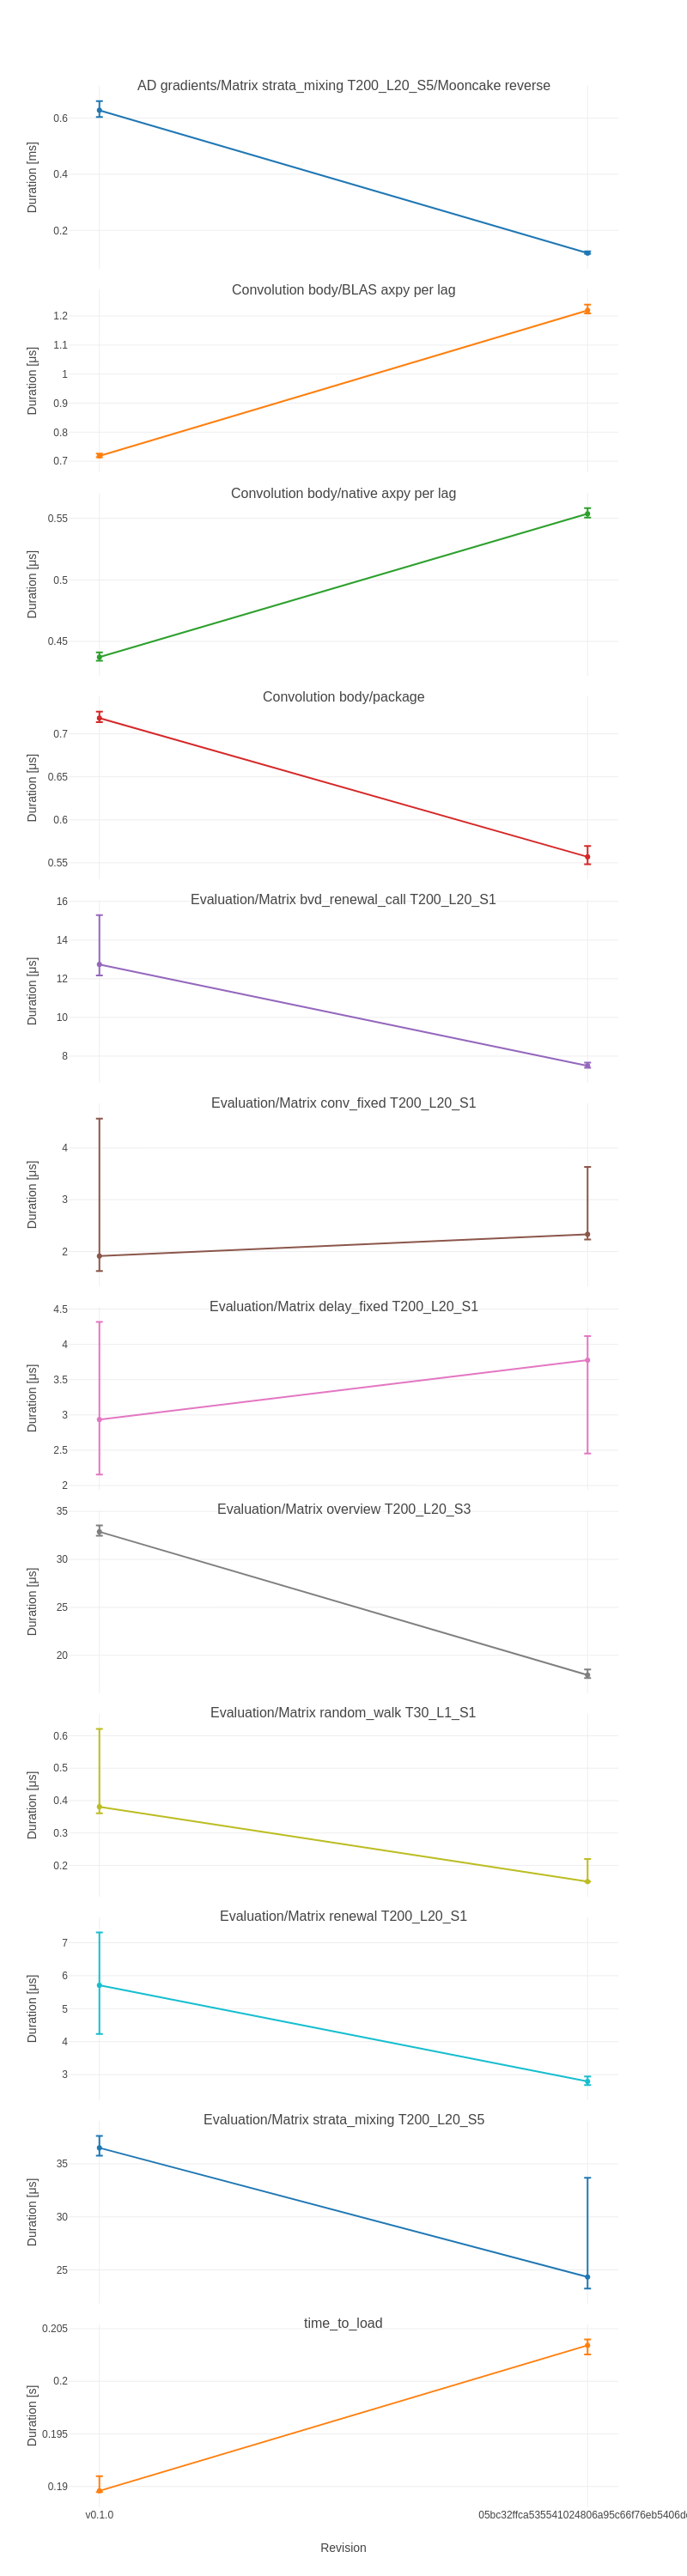 AD gradients/Matrix strata_mixing T200_L20_S5/Mooncake reverse
Duration [ms]
0.6
0.4
0.2
Convolution body/BLAS axpy per lag
Duration [μs]
1.2
1.1
1
0.9
0.8
0.7
Convolution body/native axpy per lag
Duration [μs]
0.55
0.5
0.45
Convolution body/package
Duration [μs]
0.7
0.65
0.6
0.55
Evaluation/Matrix bvd_renewal_call T200_L20_S1
Duration [μs]
16
14
12
10
8
Evaluation/Matrix conv_fixed T200_L20_S1
Duration [μs]
4
3
2
Evaluation/Matrix delay_fixed T200_L20_S1
Duration [μs]
4.5
4
3.5
3
2.5
2
Evaluation/Matrix overview T200_L20_S3
Duration [μs]
35
30
25
20
Evaluation/Matrix random_walk T30_L1_S1
Duration [μs]
0.6
0.5
0.4
0.3
0.2
Evaluation/Matrix renewal T200_L20_S1
Duration [μs]
7
6
5
4
3
Evaluation/Matrix strata_mixing T200_L20_S5
Duration [μs]
35
30
25
time_to_load
Duration [s]
0.205
0.2
0.195
0.19
v0.1.0
05bc32ffca535541024806a95c66f76eb5406d
Revision